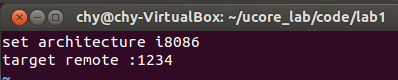 chy@chy-VirtualBox: ~/ucore_lab/code/lab1
set architecture i8086
target remote :1234
~